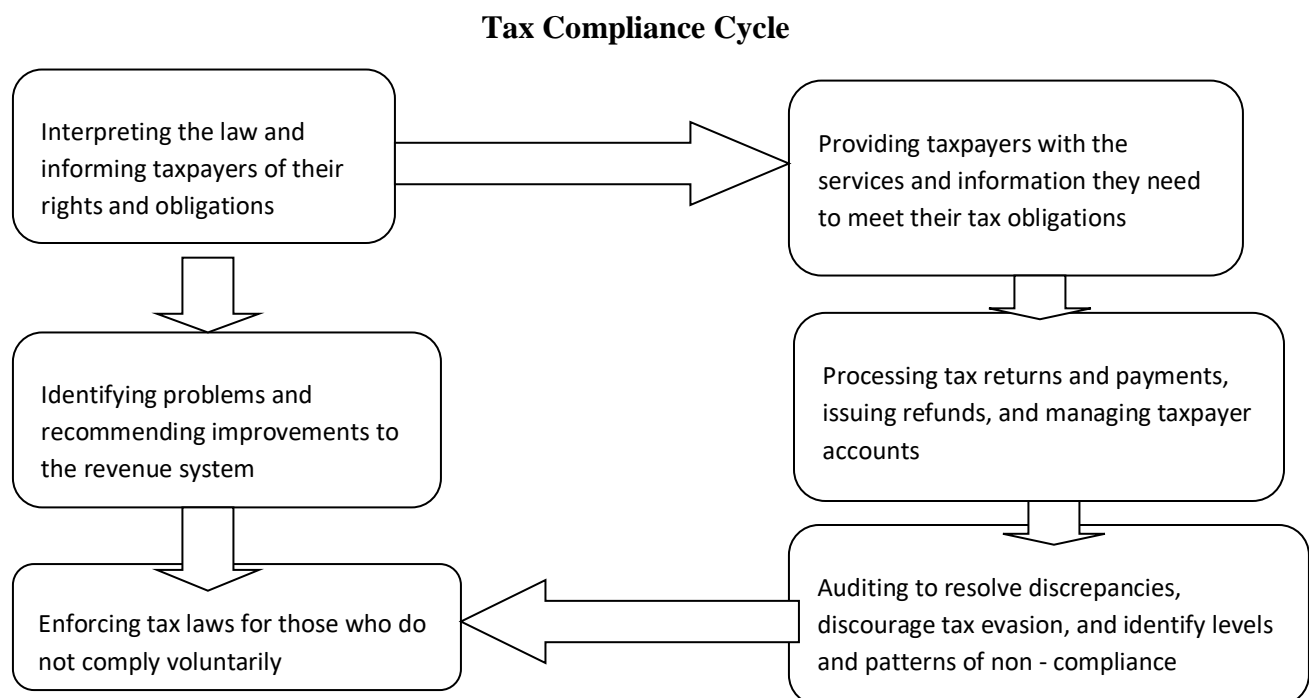 Tax Compliance Cycle
Interpreting the law and
informing taxpayers of their
rights and obligations
Providing taxpayers with the
services and information they need
to meet their tax obligations
Identifying problems and
recommending improvements to
the revenue system
Processing tax returns and payments,
issuing refunds, and managing taxpayer
accounts
Enforcing tax laws for those who do
not comply voluntarily
Auditing to resolve discrepancies,
discourage tax evasion, and identify levels
and patterns of non - compliance